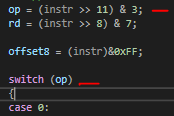 op = (instr >> 11) & 3;
rd = (instr >> 8) & 7;
offset8 = (instr)&0xFF;
switch (op)
{
case 0: